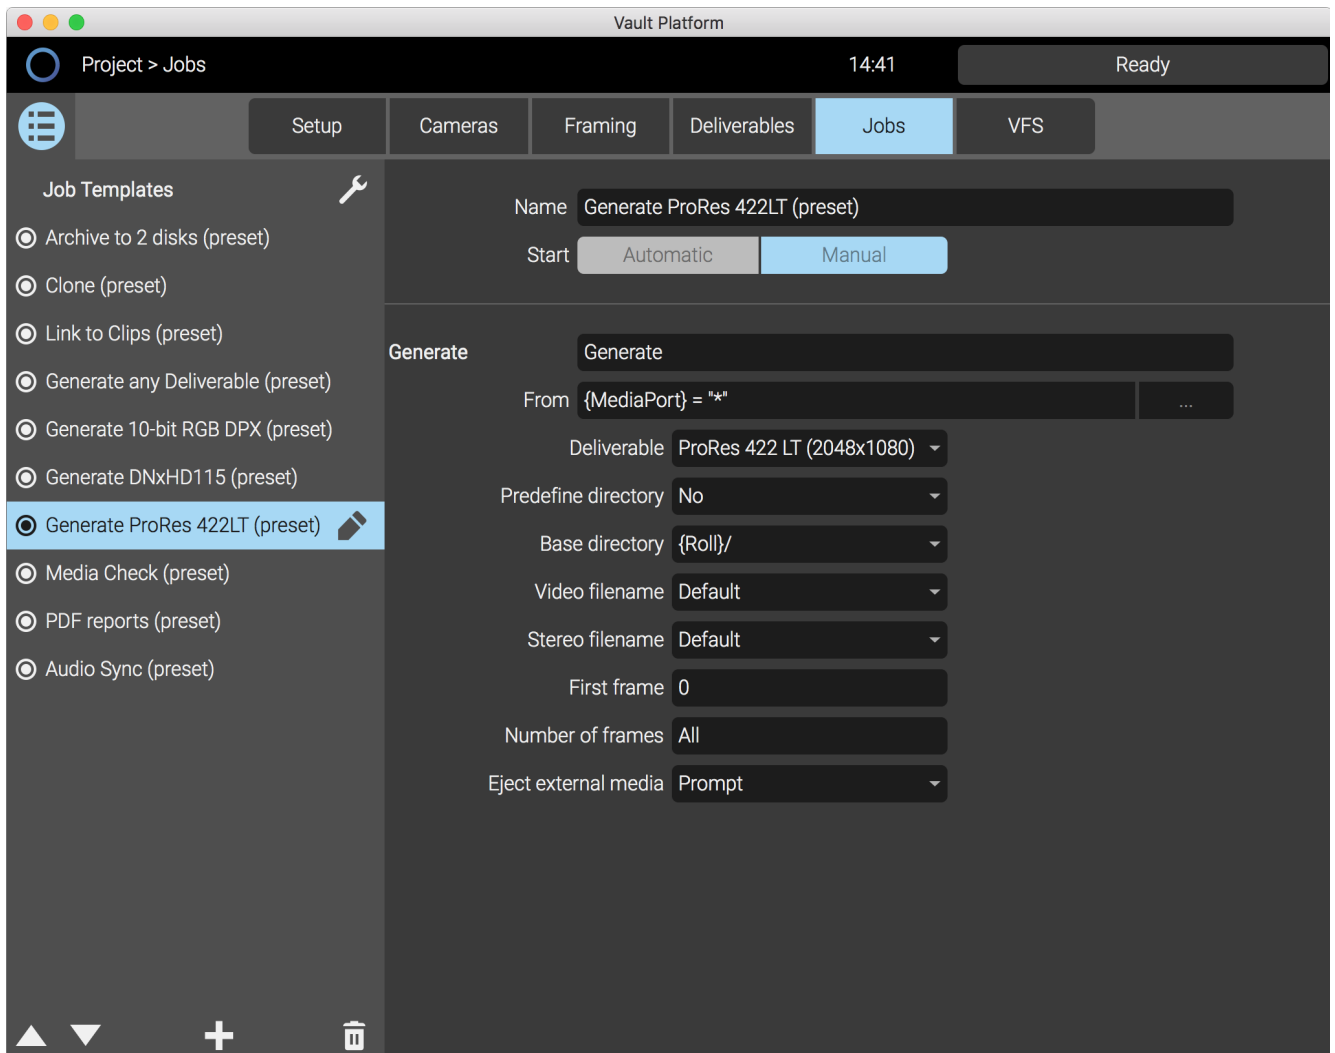 Vault Platform
Project > Jobs
14:41
Ready
Setup
Cameras
Framing
Deliverables
Jobs
VFS
Job Templates
Archive to 2 disks (preset)
Clone (preset)
Link to Clips (preset)
Generate any Deliverable (preset)
Generate 10-bit RGB DPX (preset)
Generate DNxHD115 (preset)
Generate ProRes 422LT (preset)
Media Check (preset)
PDF reports (preset)
Audio Sync (preset)
Name Generate ProRes 422LT (preset)
Start Automatic Manual
Generate Generate
From {MediaPort} = "*" ...
Deliverable ProRes 422 LT (2048x1080)
Predefine directory No
Base directory {Roll}/
Video filename Default
Stereo filename Default
First frame 0
Number of frames All
Eject external media Prompt